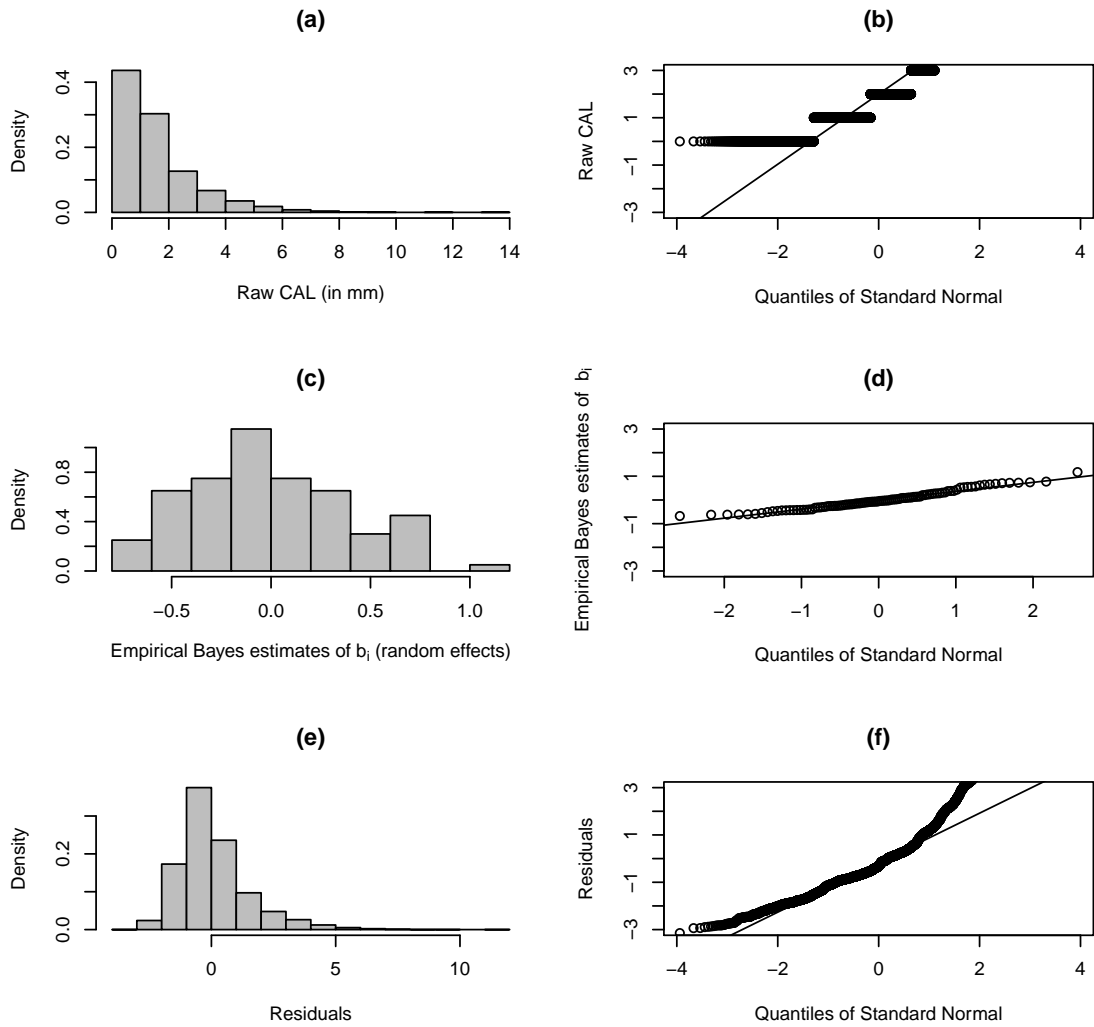 (a)
Density
0.0 0.2 0.4
0 2 4 6 8 10 12 14
Raw CAL (in mm)
(b)
Raw CAL
−3 −1 1 3
−4 −2 0 2 4
Quantiles of Standard Normal
(c)
Density
0.0 0.4 0.8
−0.5 0.0 0.5 1.0
Empirical Bayes estimates of bi (random effects)
(d)
Empirical Bayes estimates of bi
−3 −1 1 3
−2 −1 0 1 2
Quantiles of Standard Normal
(e)
Density
0.0 0.2
0 5 10
Residuals
(f)
Residuals
−3 −1 1 3
−4 −2 0 2 4
Quantiles of Standard Normal